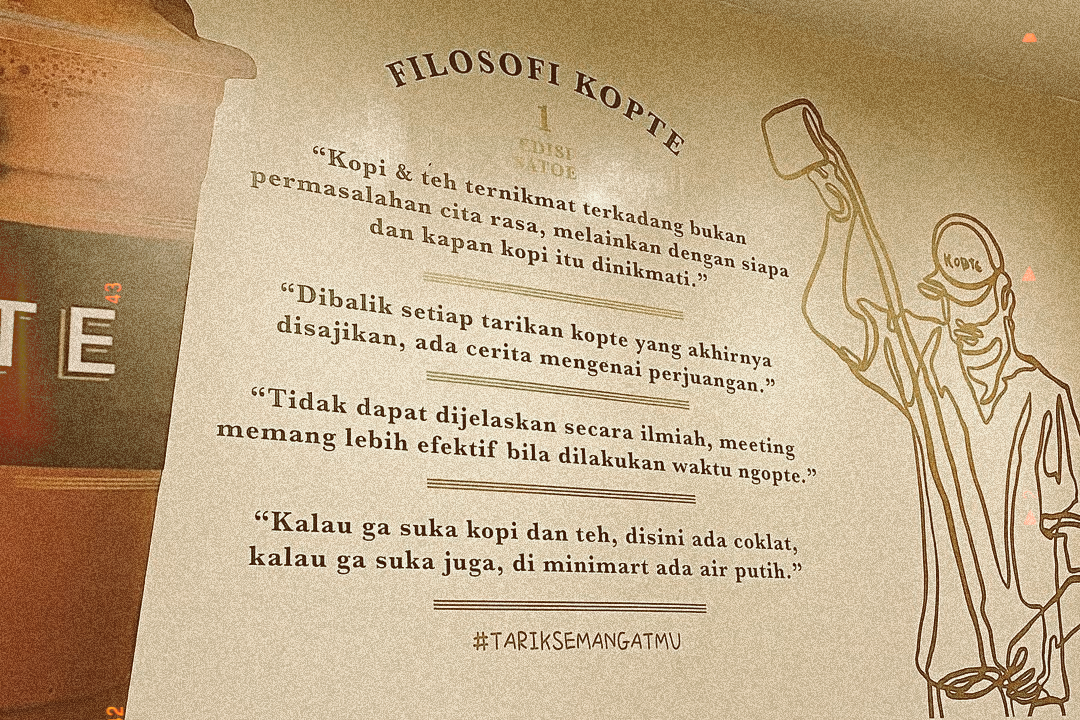 FILOSOFI KOPTE
1
EDISI
SATOE
“Kopi & teh ternikmat terkadang bukan
permasalahan cita rasa, melainkan dengan siapa
dan kapan kopi itu dinikmati.”
“Dibalik setiap tarikan kopte yang akhirnya
disajikan, ada cerita mengenai perjuangan.”
“Tidak dapat dijelaskan secara ilmiah, meeting
memang lebih efektif bila dilakukan waktu ngopte.”
“Kalau ga suka kopi dan teh, disini ada coklat,
kalau ga suka juga, di minimart ada air putih.”
#TARIKSEMANGATMU
KOPTE
TE
43
2